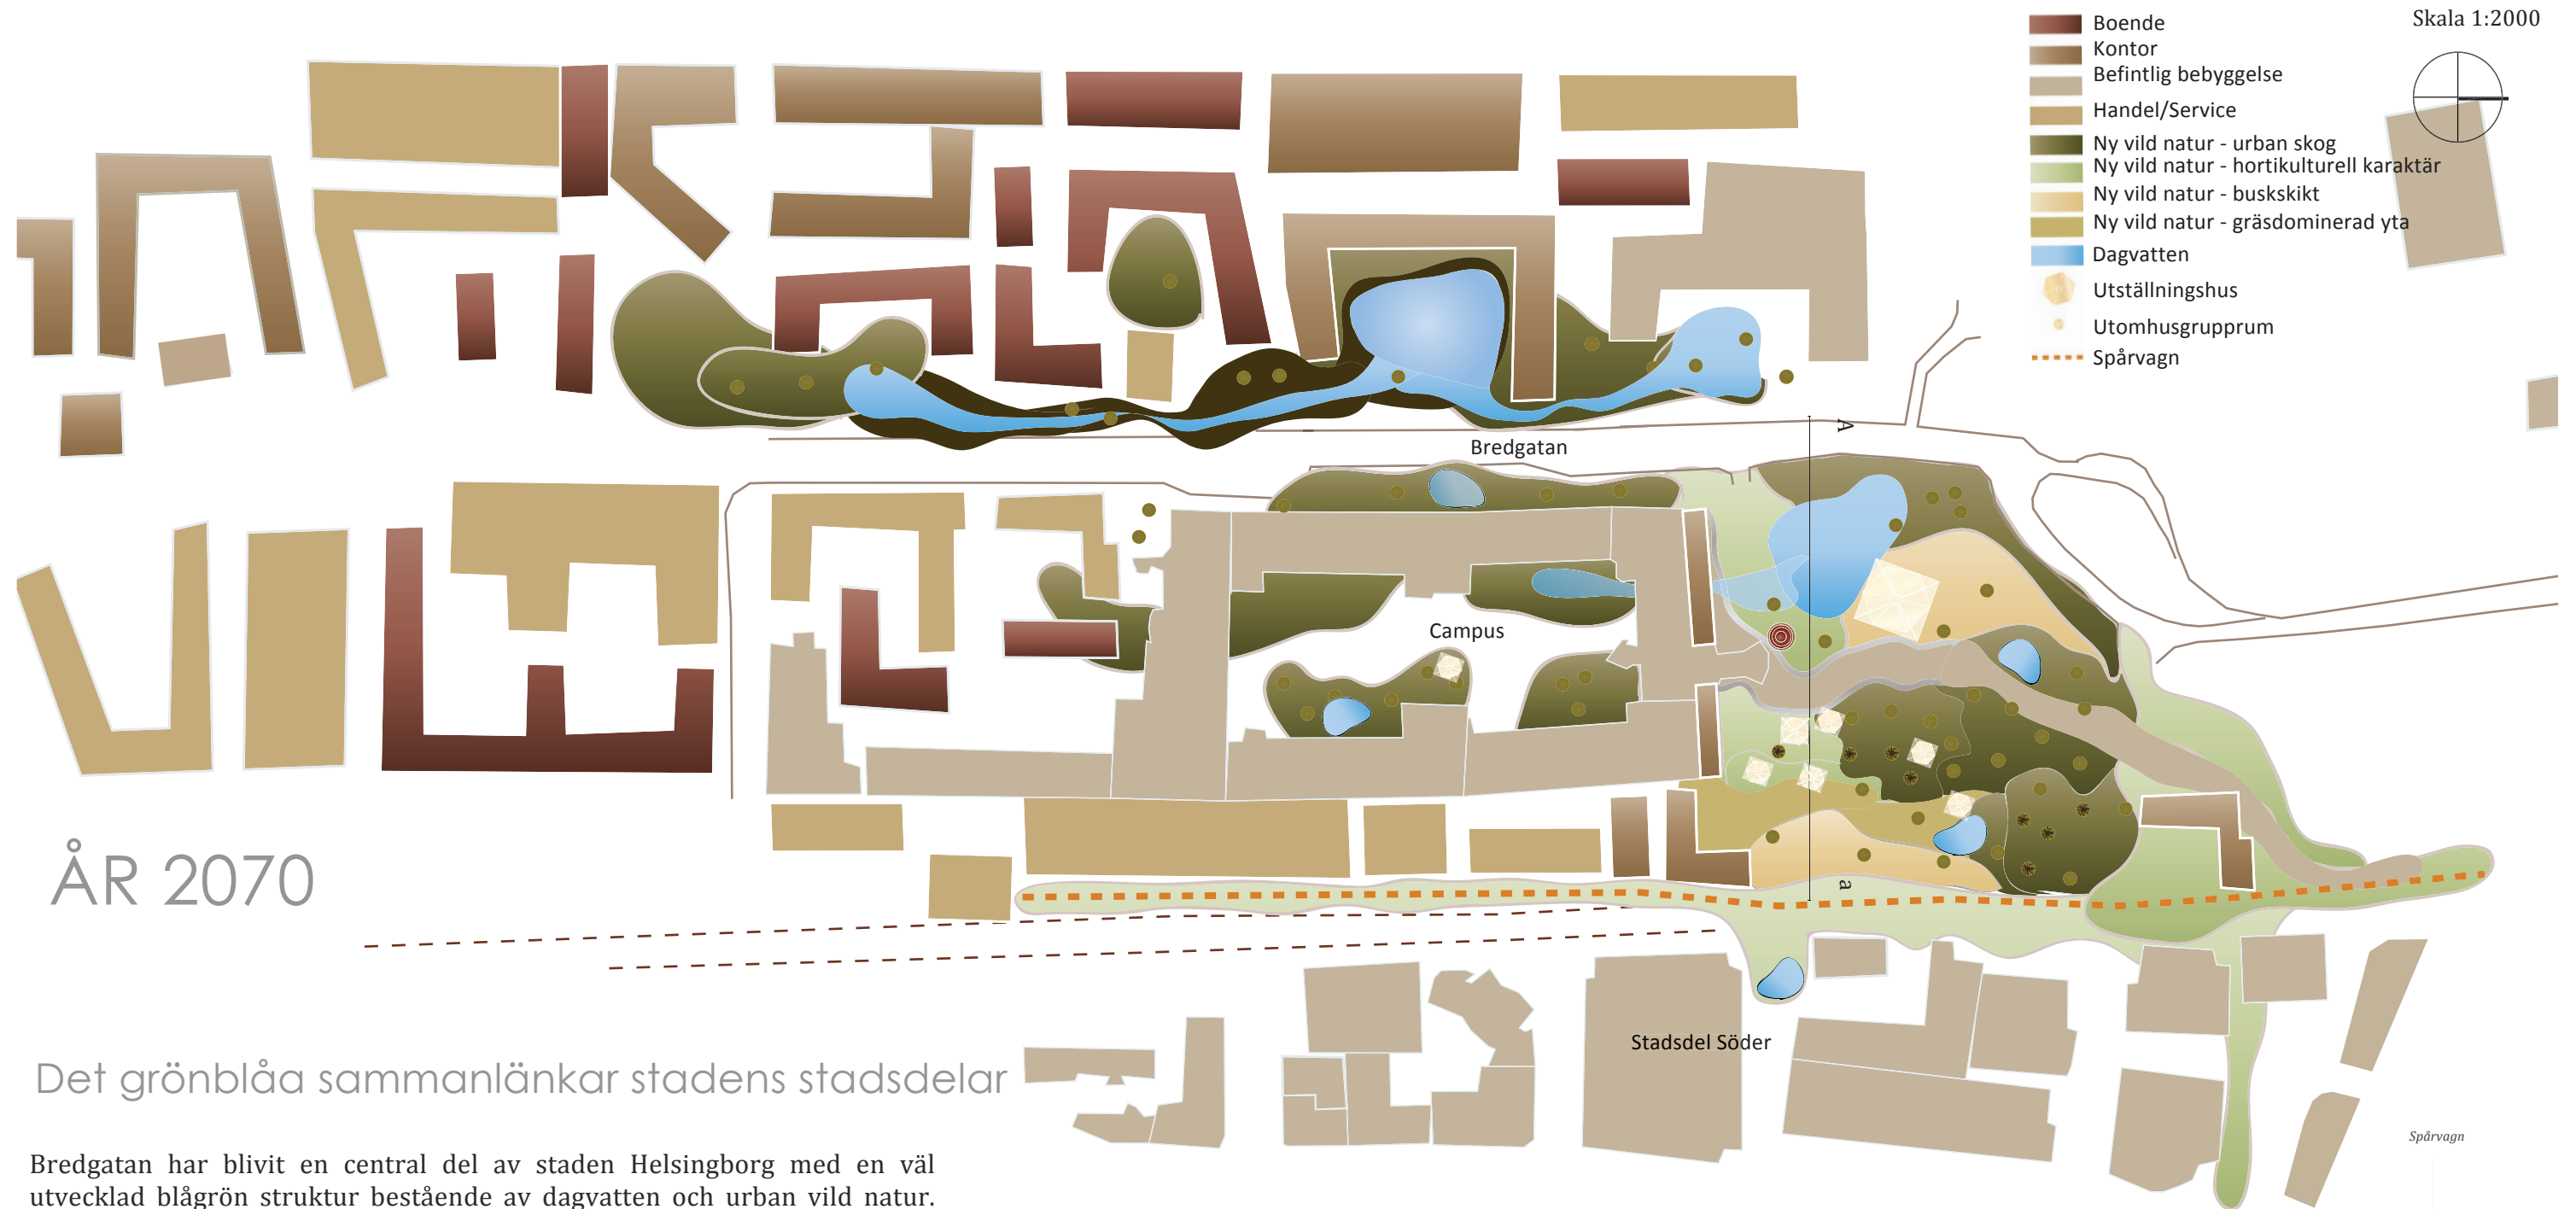 Skala 1:2000
Boende
Kontor
Befintlig bebyggelse
Handel/Service
Ny vild natur - urban skog
Ny vild natur - hortikulturell karaktär
Ny vild natur - buskskikt
Ny vild natur - gräsdominerad yta
Dagvatten
Utställningshus
Utomhusgrupprum
Spårvagn
A
Bredgatan
Campus
a
ÅR 2070
Stadsdel Söder
Det grönblåa sammanlänkar stadens stadsdelar
Spårvagn
Bredgatan har blivit en central del av staden Helsingborg med en väl
utvecklad blågrön struktur bestående av dagvatten och urban vild natur.